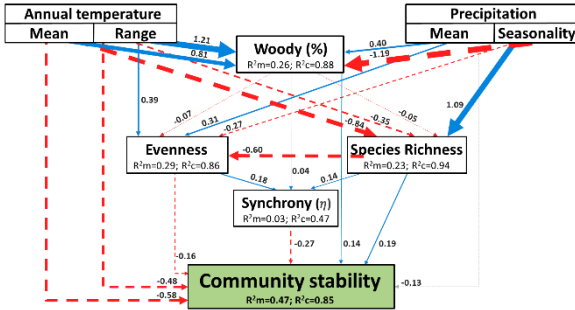 Annual temperature
Precipitation
Mean
Range
Mean
Seasonality
1.21
0.81
Woody (%)
R²m=0.26; R²c=0.88
0.40
-1.19
0.39
-0.07
0.31
-0.27
-0.84
-0.35
-0.05
1.09
Evenness
R²m=0.29; R²c=0.86
-0.60
Species Richness
R²m=0.23; R²c=0.94
0.18
0.04
0.14
Synchrony (η)
R²m=0.03; R²c=0.47
-0.16
-0.27
0.14
0.19
-0.48
-0.58
Community stability
R²m=0.47; R²c=0.85
-0.13